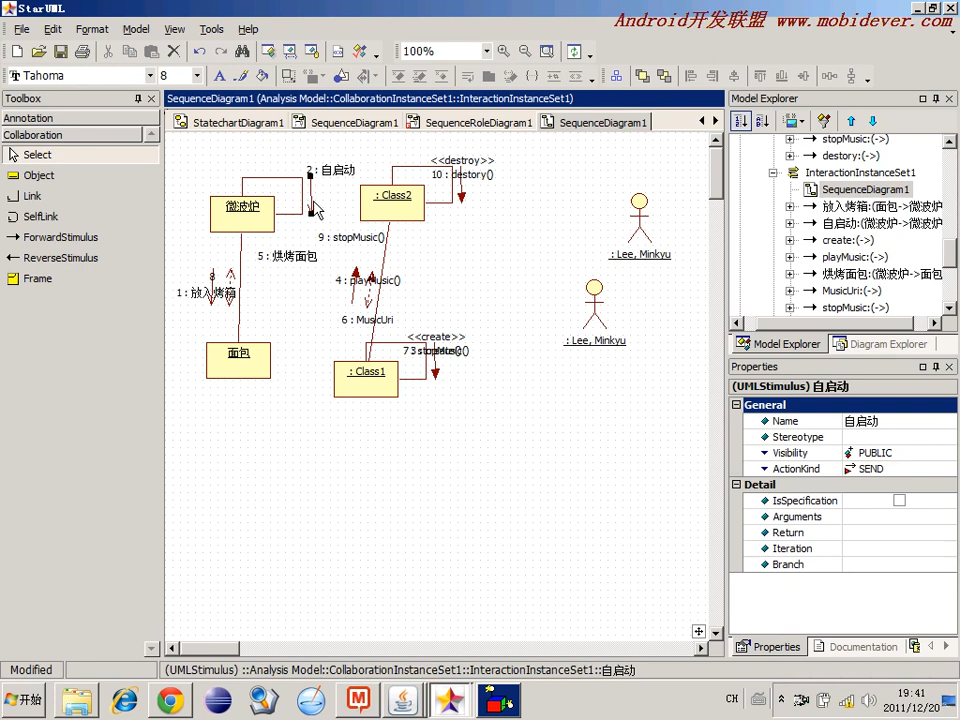 StarUML
Android开发联盟 www.mobidever.com
File Edit Format Model View Tools Help
100%
Tahoma 8
Toolbox
SequenceDiagram1 (Analysis Model::CollaborationInstanceSet1::InteractionInstanceSet1)
Model Explorer
Annotation
Collaboration
StatechartDiagram1 SequenceDiagram1 SequenceRoleDiagram1 SequenceDiagram1
Select
Object
Link
SelfLink
ForwardStimulus
ReverseStimulus
Frame
2 : 自启动
<<destroy>>
10 : destory()
微波炉
: Class2
9 : stopMusic()
5 : 烘烤面包
8
1 : 放入烤箱
4 : playMusic()
6 : MusicUri
<<create>>
面包
: Class1
: Lee, Minkyu
: Lee, Minkyu
stopMusic:(->)
destory:(->)
InteractionInstanceSet1
SequenceDiagram1
放入烤箱:(面包->微波炉
自启动:(微波炉->微波炉
create:(->)
playMusic:(->)
烘烤面包:(微波炉->面包
MusicUri:(->)
stopMusic:(->)
Model Explorer Diagram Explorer
Properties
(UMLStimulus) 自启动
General
Name 自启动
Stereotype
Visibility PUBLIC
ActionKind SEND
Detail
IsSpecification
Arguments
Return
Iteration
Branch
Properties Documentation
Modified
(UMLStimulus) ::Analysis Model::CollaborationInstanceSet1::InteractionInstanceSet1::自启动
开始
CH
19:41
2011/12/20